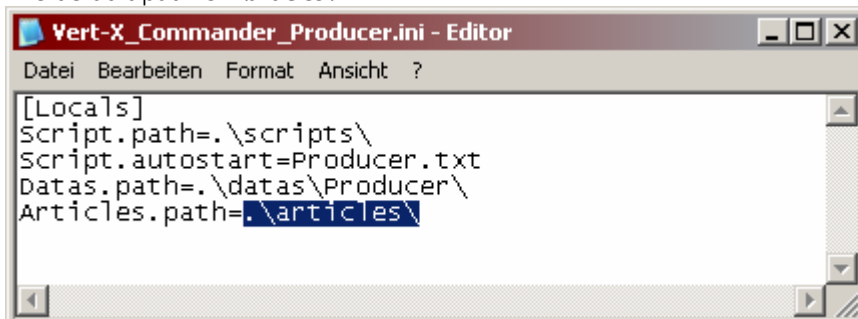 Vert-X_Commander_Producer.ini - Editor
Datei Bearbeiten Format Ansicht ?
[Locals]
Script.path=.\scripts\
Script.autostart=Producer.txt
Datas.path=.\datas\Producer\
Articles.path=.\articles\